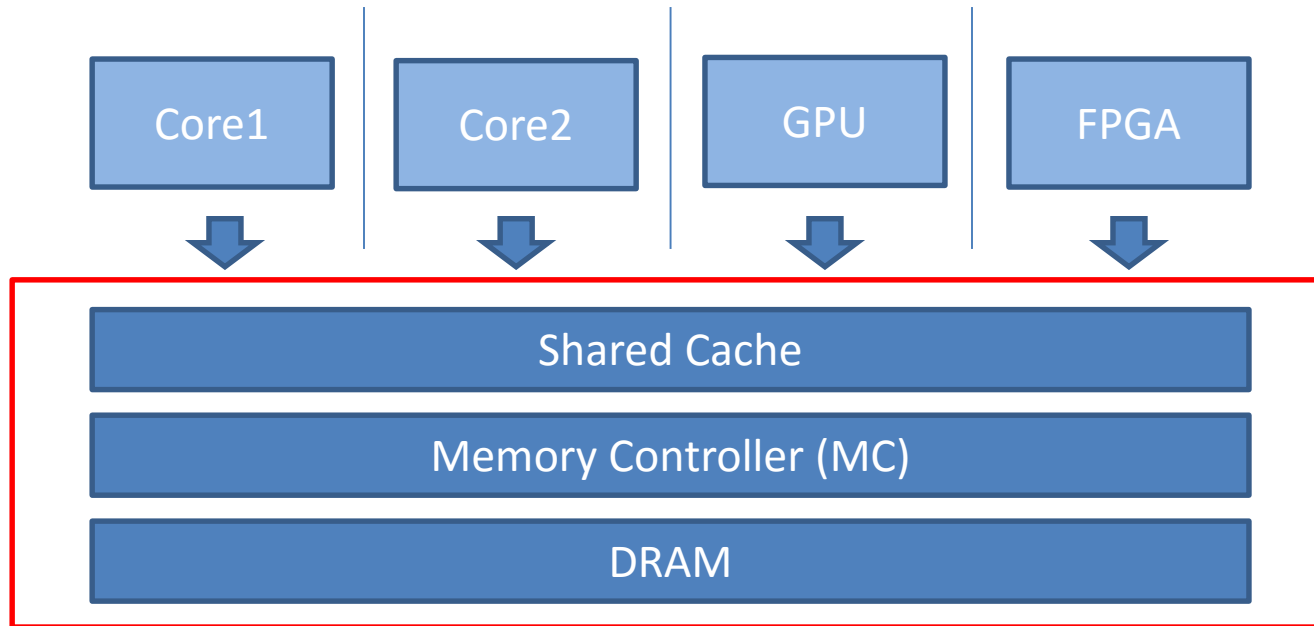 Core1
Core2
GPU
FPGA
Shared Cache
Memory Controller (MC)
DRAM